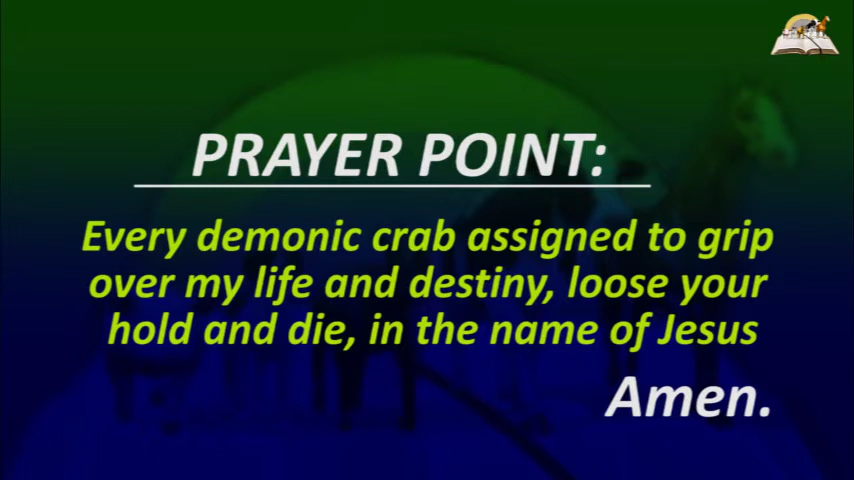 PRAYER POINT:
Every demonic crab assigned to grip
over my life and destiny, loose your
hold and die, in the name of Jesus
Amen.